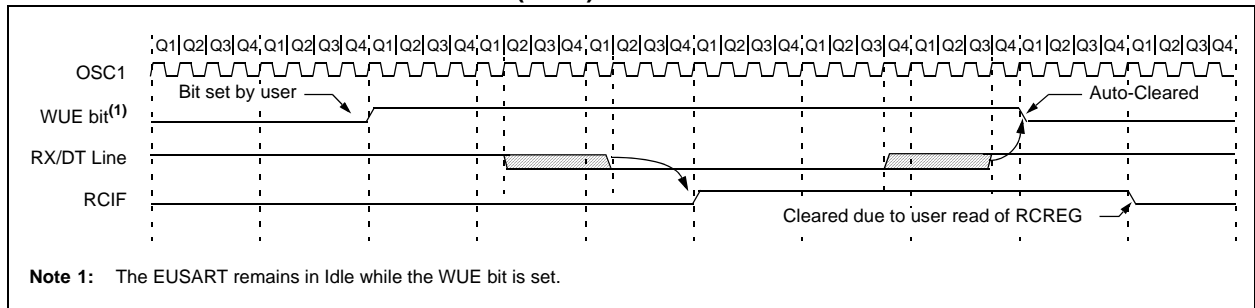 Q1 Q2 Q3 Q4 Q1 Q2 Q3 Q4 Q1 Q2 Q3 Q4 Q1 Q2 Q3 Q4 Q1 Q2 Q3 Q4 Q1 Q2 Q3 Q4 Q1 Q2 Q3 Q4 Q1 Q2 Q3 Q4 Q1 Q2 Q3 Q4 Q1 Q2 Q3 Q4
OSC1
Bit set by user
Auto-Cleared
WUE bit(1)
RX/DT Line
RCIF
Cleared due to user read of RCREG
Note 1: The EUSART remains in Idle while the WUE bit is set.